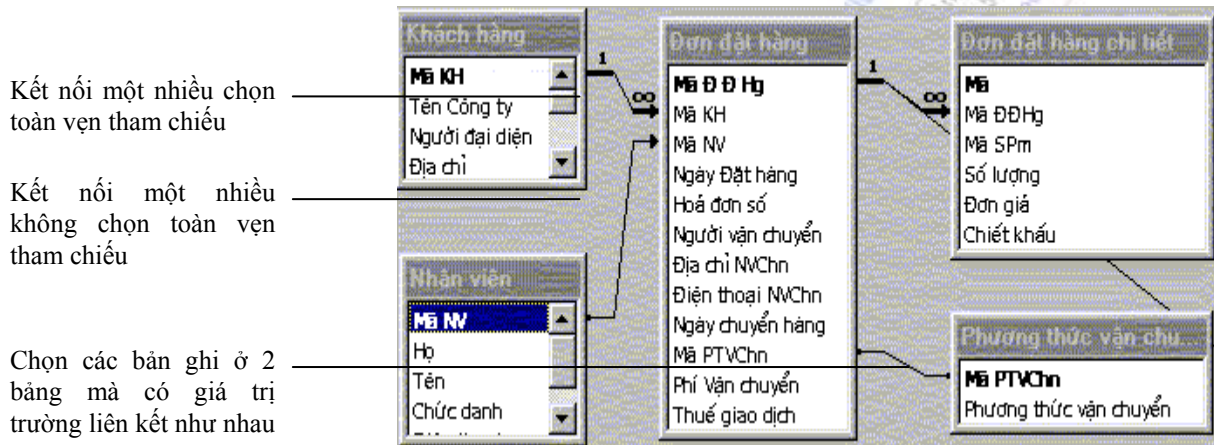 Kết nối một nhiều chọn
toàn vẹn tham chiếu
Kết nối một nhiều
không chọn toàn vẹn
tham chiếu
Chọn các bản ghi ở 2
bảng mà có giá trị
trường liên kết như nhau
Khách hàng
Mã KH
Tên Công ty
Người đại diện
Địa chỉ
1
∞
Nhân viên
Mã NV
Họ
Tên
Chức danh
Đơn đặt hàng
Mã Đ Đ Hg
Mã KH
Mã NV
Ngày Đặt hàng
Hoá đơn số
Người vận chuyển
Địa chỉ NVChn
Điện thoại NVChn
Ngày chuyển hàng
Mã PTVChn
Phí Vận chuyển
Thuế giao dịch
1
∞
Đơn đặt hàng chi tiết
Mã
Mã ĐĐHg
Mã SPm
Số lượng
Đơn giá
Chiết khấu
Phương thức vận chu...
Mã PTVChn
Phương thức vận chuyển